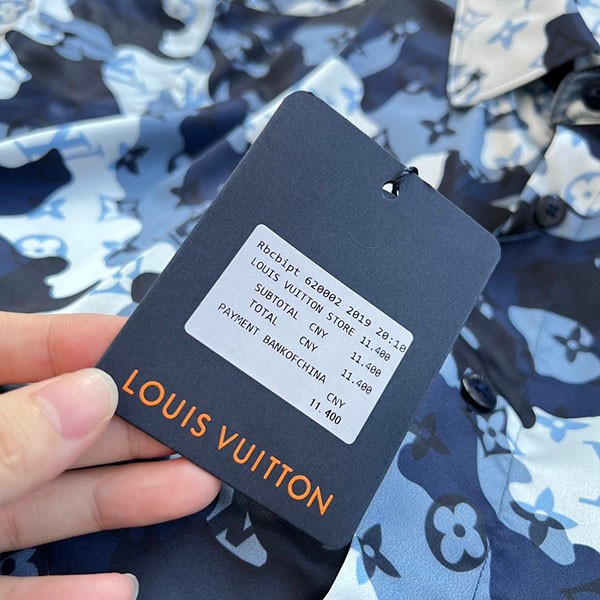 Rbcbipt 620002 2019 20:10
LOUIS VUITTON STORE 11.400
SUBTOTAL CNY 11.400
TOTAL CNY 11.400
PAYMENT BANKOFCHINA CNY
11.400
LOUIS VUITTON